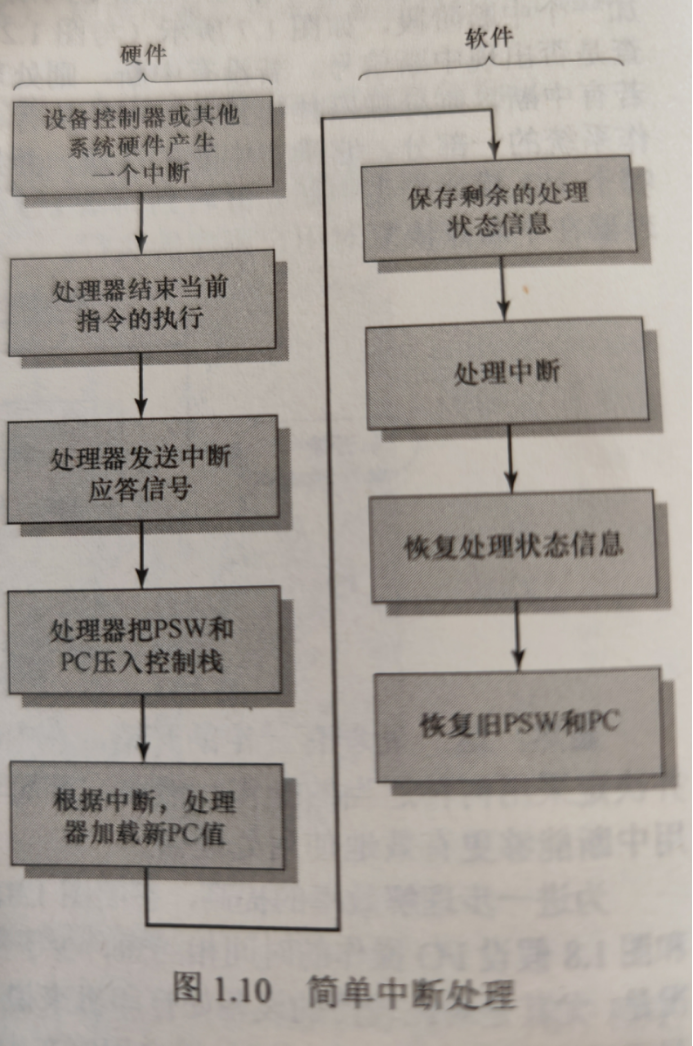 硬件
设备控制器或其他
系统硬件产生
一个中断
处理器结束当前
指令的执行
处理器发送中断
应答信号
处理器把PSW和
PC压入控制栈
根据中断，处理
器加载新PC值
软件
保存剩余的处理
状态信息
处理中断
恢复处理状态信息
恢复旧PSW和PC
图 1.10 简单中断处理